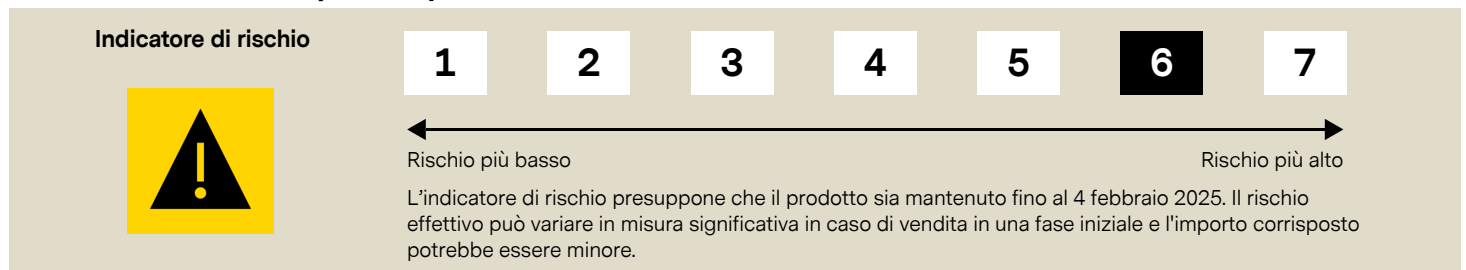 Indicatore di rischio
1 2 3 4 5 6 7
Rischio più basso Rischio più alto
L'indicatore di rischio presuppone che il prodotto sia mantenuto fino al 4 febbraio 2025. Il rischio
effettivo può variare in misura significativa in caso di vendita in una fase iniziale e l'importo corrisposto
potrebbe essere minore.